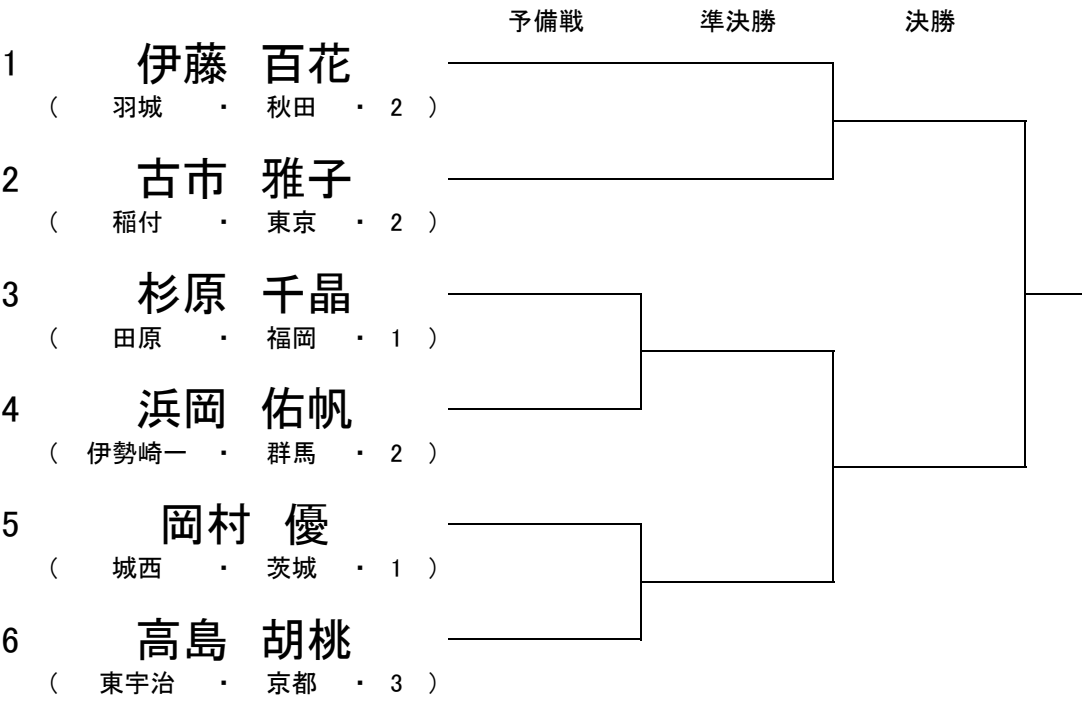 予備戦 準決勝 決勝
1 伊藤 百花
( 羽城 ・ 秋田 ・ 2 )
2 古市 雅子
( 稲付 ・ 東京 ・ 2 )
3 杉原 千晶
( 田原 ・ 福岡 ・ 1 )
4 浜岡 佑帆
( 伊勢崎一 ・ 群馬 ・ 2 )
5 岡村 優
( 城西 ・ 茨城 ・ 1 )
6 高島 胡桃
( 東宇治 ・ 京都 ・ 3 )